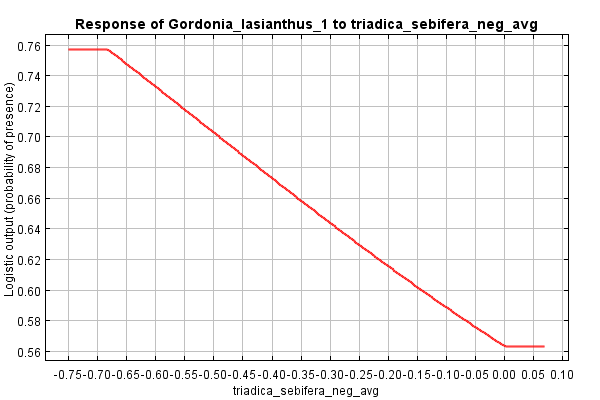 Response of Gordonia_lasianthus_1 to triadica_sebifera_neg_avg
Logistic output (probability of presence)
0.76
0.74
0.72
0.70
0.68
0.66
0.64
0.62
0.60
0.58
0.56
-0.75 -0.70 -0.65 -0.60 -0.55 -0.50 -0.45 -0.40 -0.35 -0.30 -0.25 -0.20 -0.15 -0.10 -0.05 0.00 0.05 0.10
triadica_sebifera_neg_avg